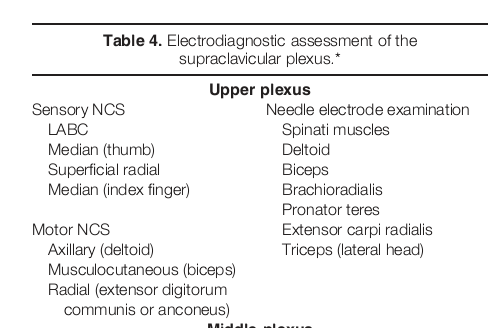 Table 4. Electrodiagnostic assessment of the
supraclavicular plexus.*
Upper plexus
Sensory NCS
LABC
Median (thumb)
Superficial radial
Median (index finger)
Motor NCS
Axillary (deltoid)
Musculocutaneous (biceps)
Radial (extensor digitorum
communis or anconeus)
Needle electrode examination
Spinati muscles
Deltoid
Biceps
Brachioradialis
Pronator teres
Extensor carpi radialis
Triceps (lateral head)
Middle plexus